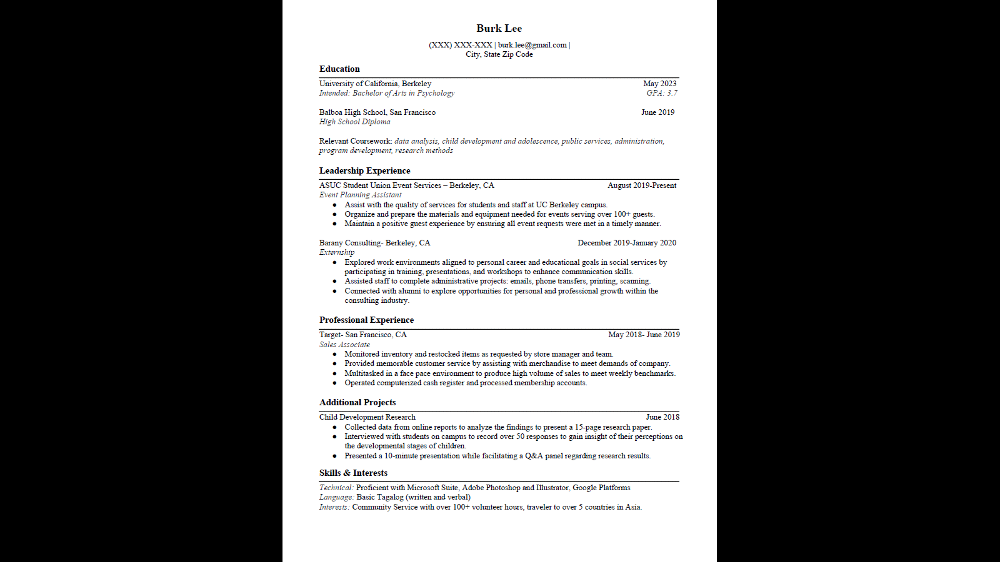 Burk Lee
(XXX) XXX-XXX | burk.lee@gmail.com |
City, State Zip Code
Education
University of California, Berkeley May 2023
Intended: Bachelor of Arts in Psychology GPA: 3.7
Balboa High School, San Francisco June 2019
High School Diploma
Relevant Coursework: data analysis, child development and adolescence, public services, administration,
program development, research methods
Leadership Experience
ASUC Student Union Event Services – Berkeley, CA August 2019-Present
Event Planning Assistant
● Assist with the quality of services for students and staff at UC Berkeley campus.
● Organize and prepare the materials and equipment needed for events serving over 100+ guests.
● Maintain a positive guest experience by ensuring all event requests were met in a timely manner.
Barany Consulting- Berkeley, CA December 2019-January 2020
Externship
● Explored work environments aligned to personal career and educational goals in social services by
participating in training, presentations, and workshops to enhance communication skills.
● Assisted staff to complete administrative projects: emails, phone transfers, printing, scanning.
● Connected with alumni to explore opportunities for personal and professional growth within the
consulting industry.
Professional Experience
Target- San Francisco, CA May 2018- June 2019
Sales Associate
● Monitored inventory and restocked items as requested by store manager and team.
● Provided memorable customer service by assisting with merchandise to meet demands of company.
● Multitasked in a face pace environment to produce high volume of sales to meet weekly benchmarks.
● Operated computerized cash register and processed membership accounts.
Additional Projects
Child Development Research June 2018
● Collected data from online reports to analyze the findings to present a 15-page research paper.
● Interviewed with students on campus to record over 50 responses to gain insight of their perceptions on
the developmental stages of children.
● Presented a 10-minute presentation while facilitating a Q&A panel regarding research results.
Skills & Interests
Technical: Proficient with Microsoft Suite, Adobe Photoshop and Illustrator, Google Platforms
Language: Basic Tagalog (written and verbal)
Interests: Community Service with over 100+ volunteer hours, traveler to over 5 countries in Asia.